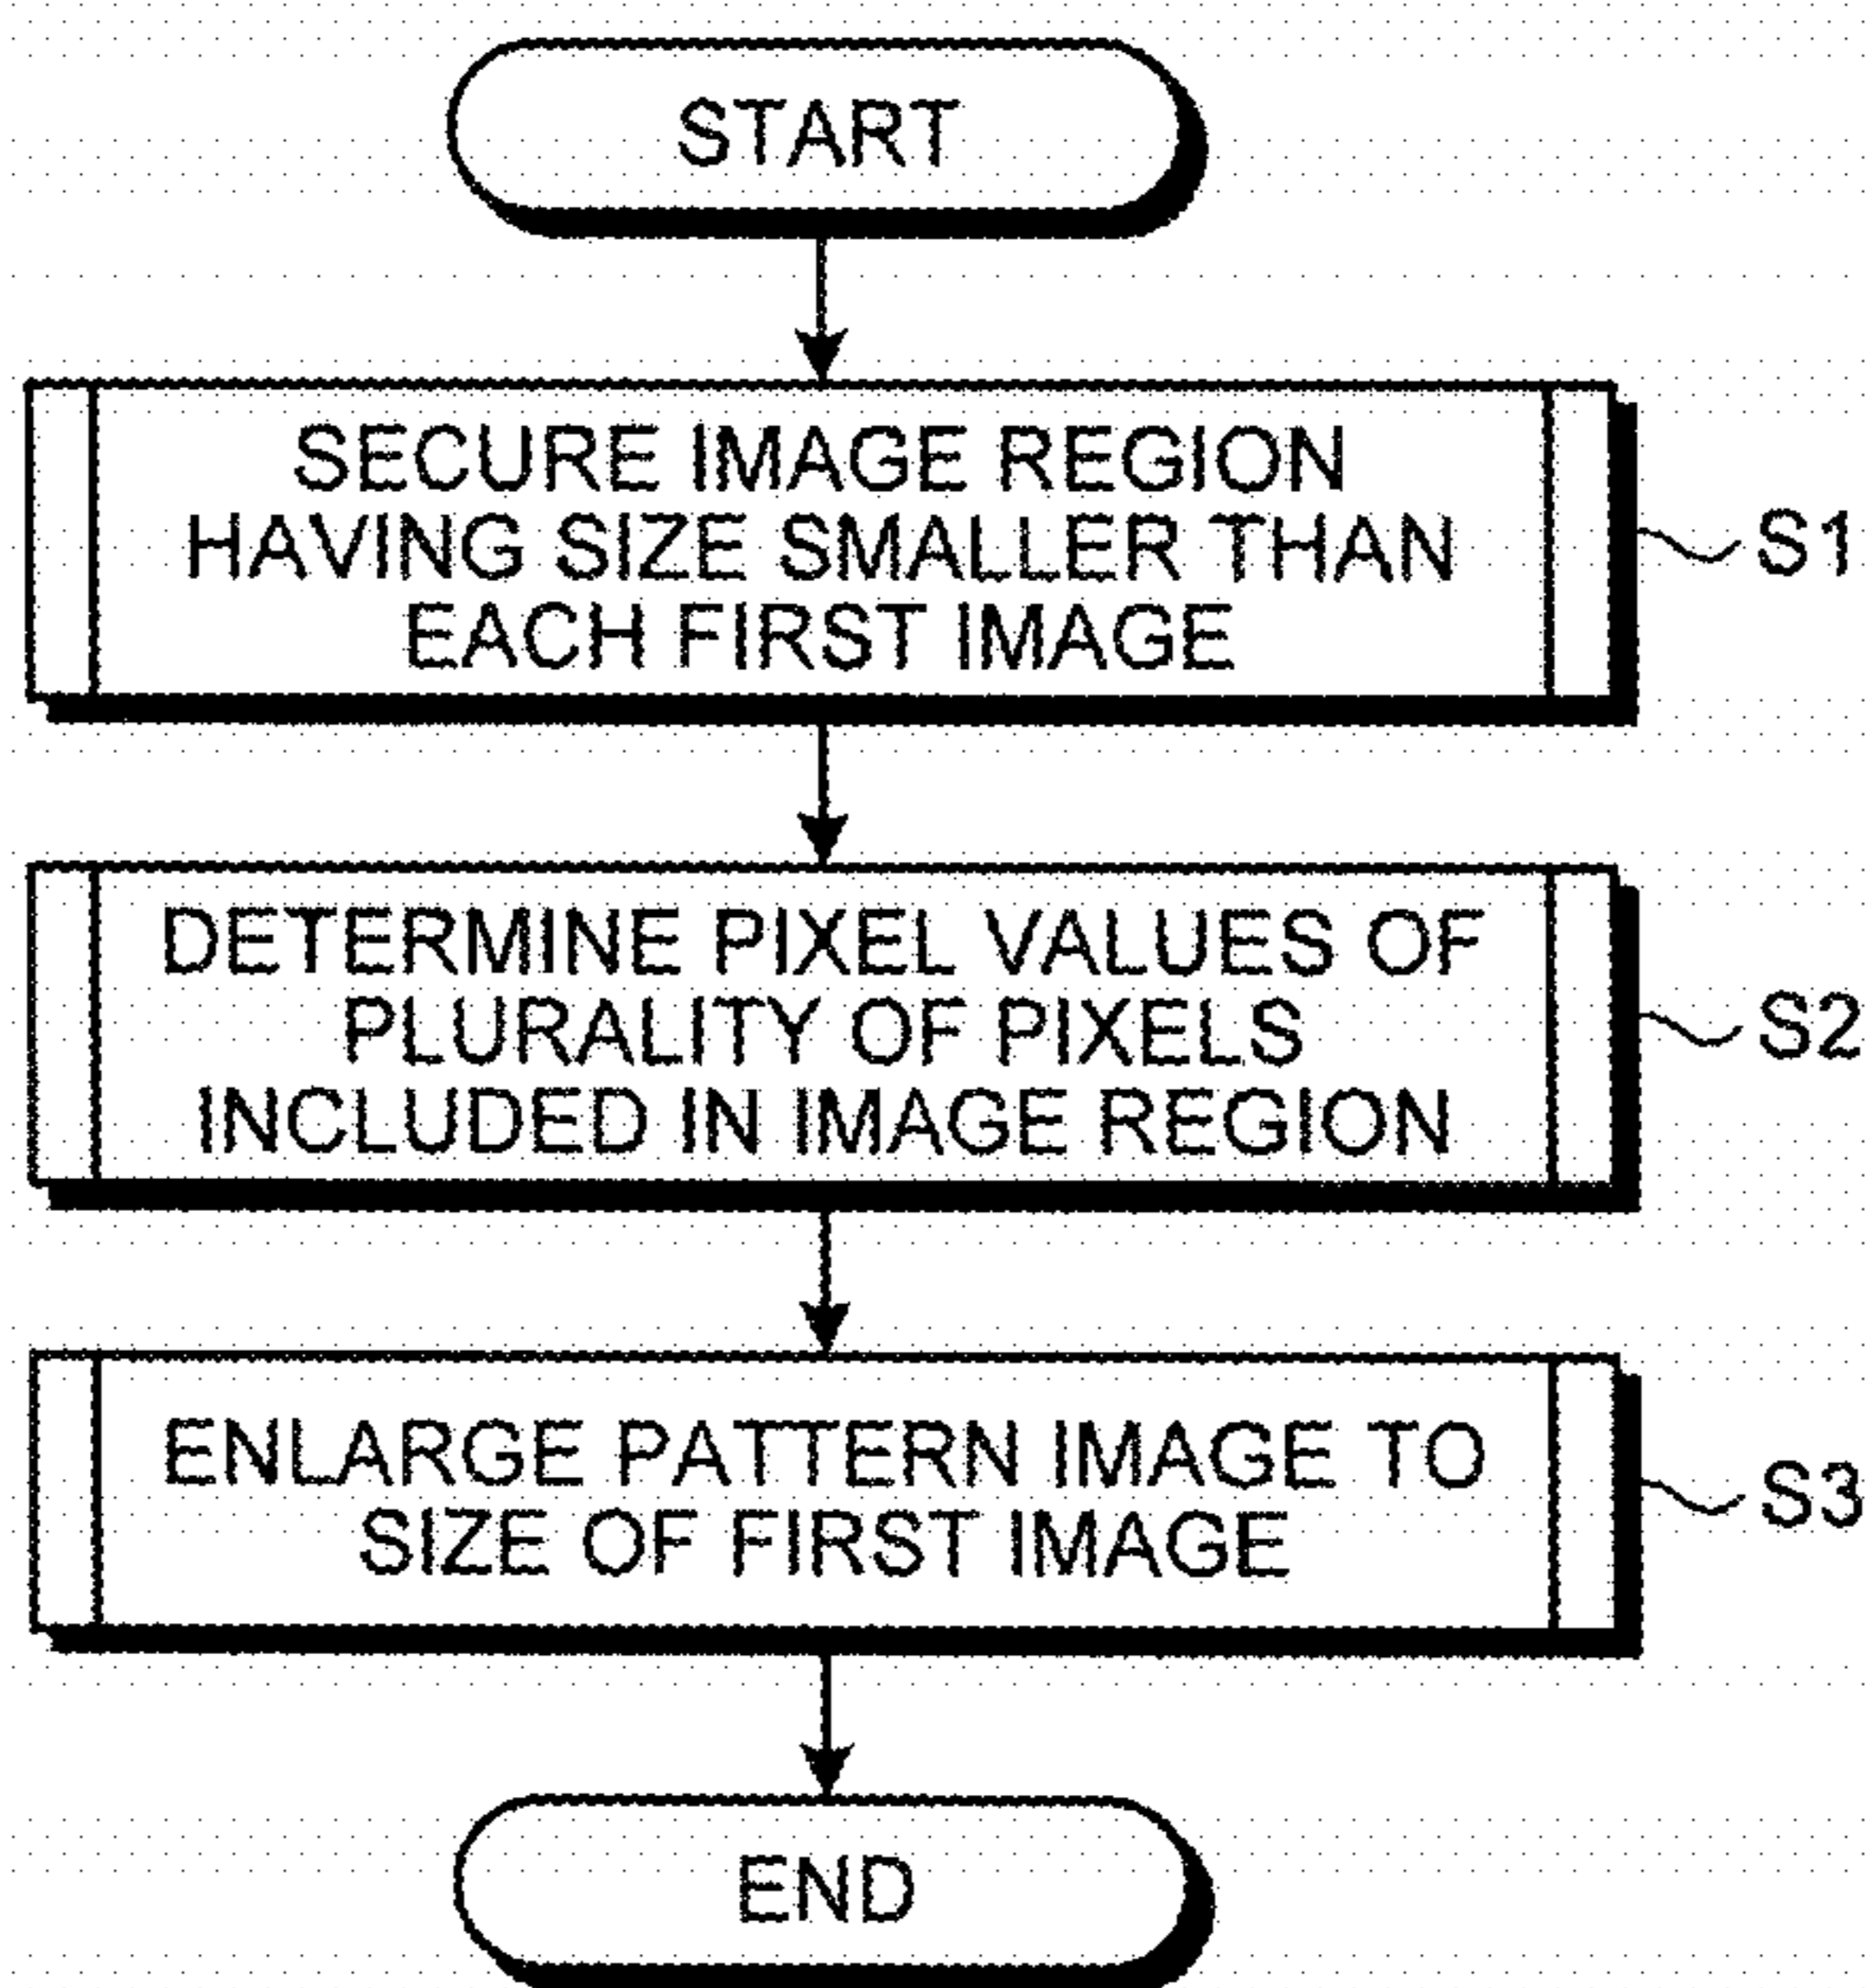 START
SECURE IMAGE REGION
HAVING SIZE SMALLER THAN
EACH FIRST IMAGE
S1
DETERMINE PIXEL VALUES OF
PLURALITY OF PIXELS
INCLUDED IN IMAGE REGION
S2
ENLARGE PATTERN IMAGE TO
SIZE OF FIRST IMAGE
S3
END